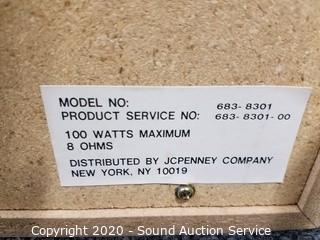 MODEL NO: 683-8301
PRODUCT SERVICE NO: 683-8301-00
100 WATTS MAXIMUM
8 OHMS
DISTRIBUTED BY JCPENNEY COMPANY
NEW YORK, NY 10019
Copyright 2020 - Sound Auction Service